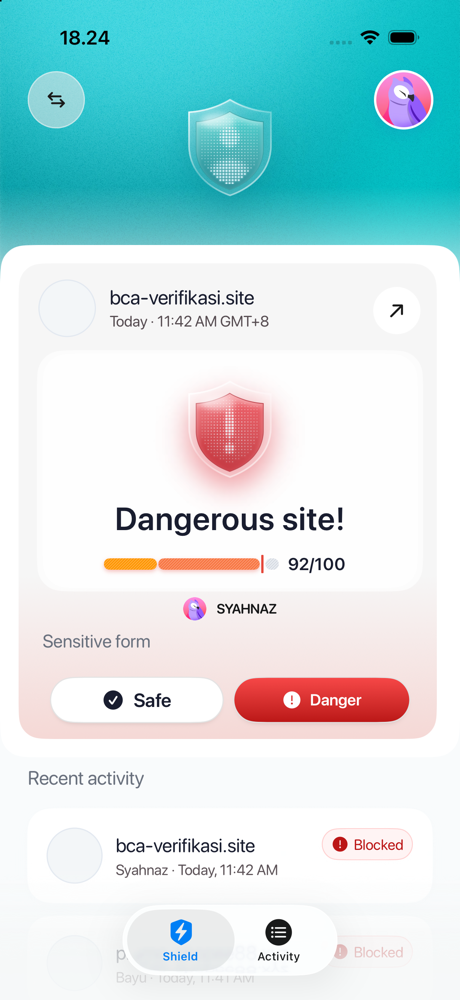 18.24
bca-verifikasi.site
Today · 11:42 AM GMT+8
Dangerous site!
92/100
SYAHNAZ
Sensitive form
Safe
Danger
Recent activity
bca-verifikasi.site
Blocked
Syahnaz · Today, 11:42 AM
Blocked
Bayu · Today, 11:41 AM
Shield
Activity